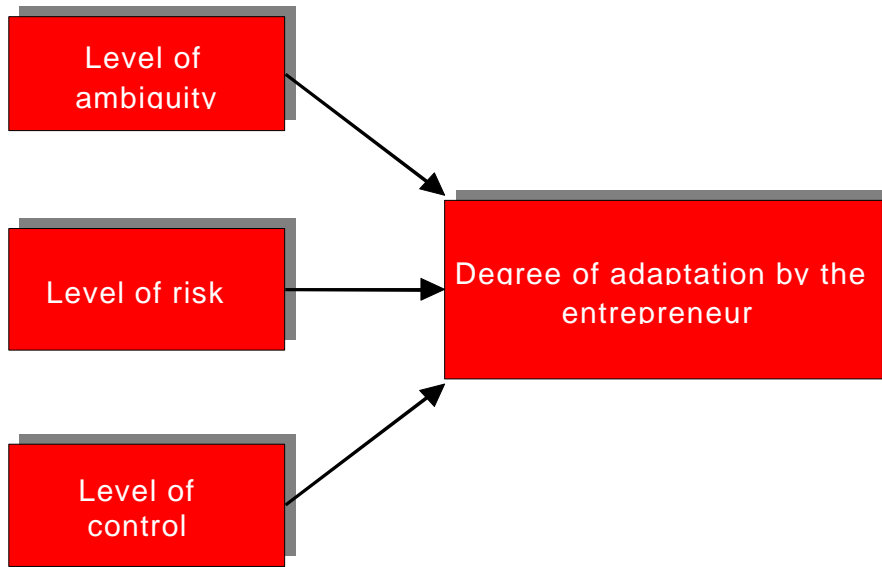 Level of
ambiguity
Level of risk
Degree of adaptation by the
entrepreneur
Level of
control